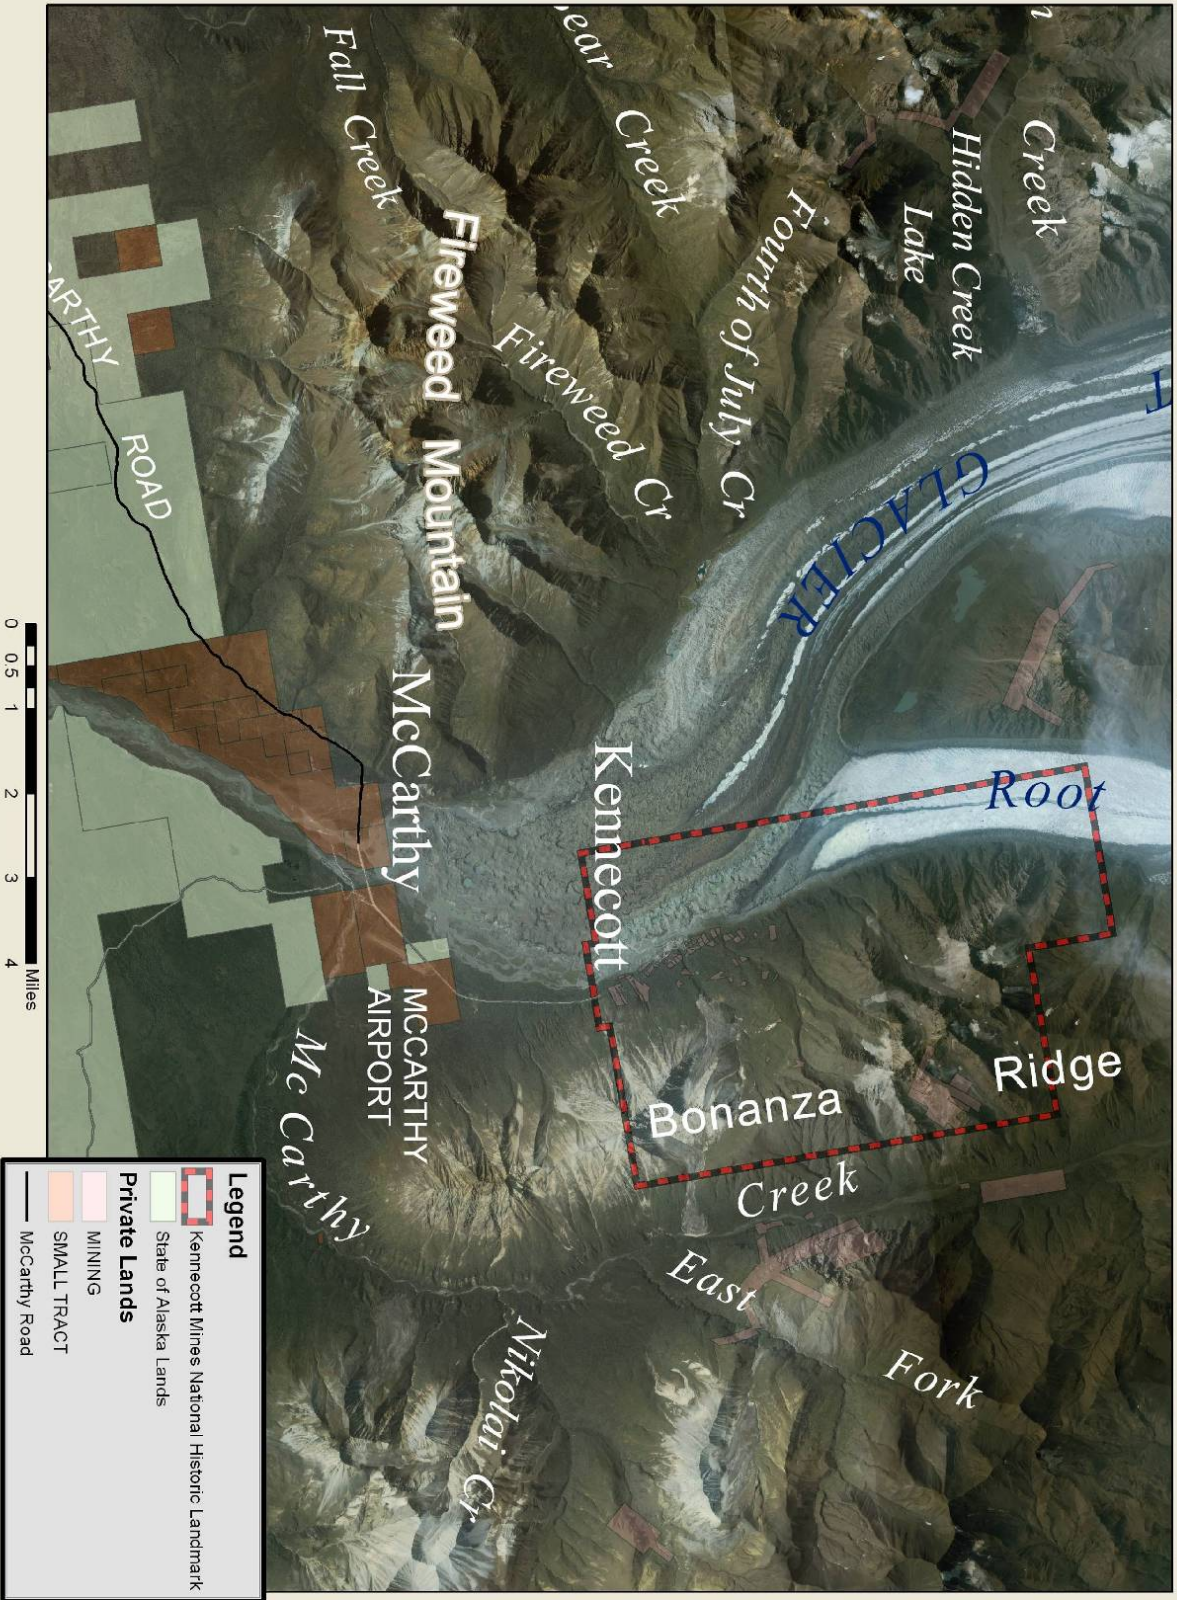 Creek
Hidden Creek
Lake
Creek
Fall Creek
Fourth of July Cr
Fireweed Cr
Fireweed Mountain
GLACIER
Root
Kennecott
McCarthy
ROAD
Ridge
Bonanza
MCCARTHY
AIRPORT
Creek
East
Fork
Mc Carthy
Nikolai Cr
0 0.5 1 2 3 4
Miles
Legend
Kennecott Mines National Historic Landmark
State of Alaska Lands
Private Lands
MINING
SMALL TRACT
McCarthy Road